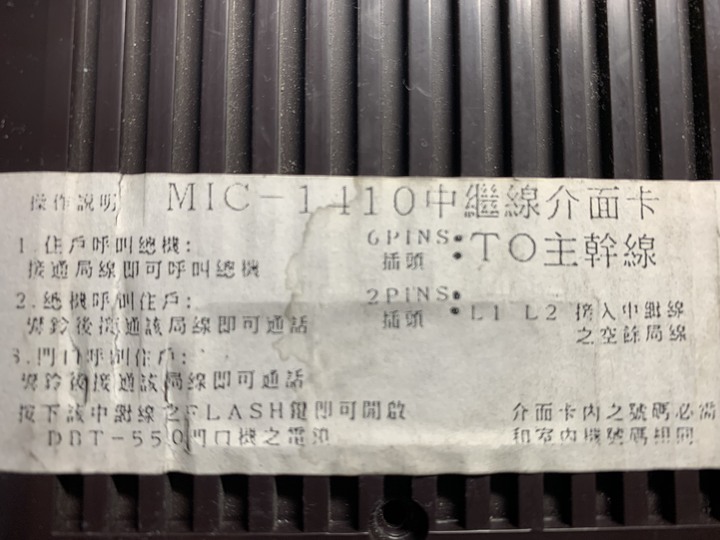 操作說明 MIC-1410中繼線介面卡
1.住戶呼叫總機:
接通局線即可呼叫總機
2.總機呼叫住戶:
響鈴後接通該局線即可通話
3.門口呼叫住戶:
響鈴後接通該局線即可通話
按下該中繼線之FLASH鍵即可開啟
DBT-550門口機之電
6PINS:TO主幹線
插頭
2PINS:
插頭 L1 L2 接入中繼線
之空餘局線
介面卡內之號碼必需
和室內機號碼相同